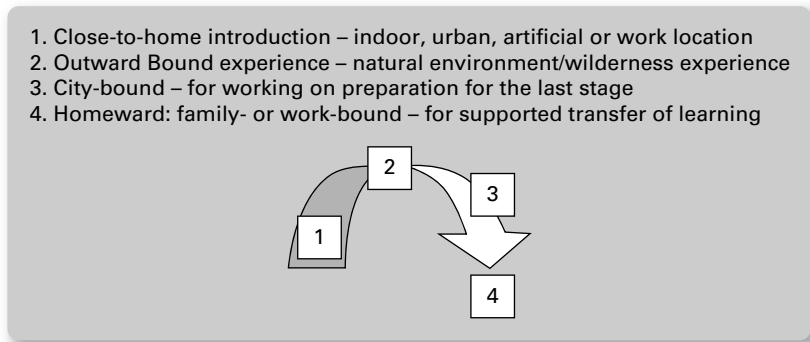 1. Close-to-home introduction – indoor, urban, artificial or work location
2. Outward Bound experience – natural environment/wilderness experience
3. City-bound – for working on preparation for the last stage
4. Homeward: family- or work-bound – for supported transfer of learning
2
3
1
4